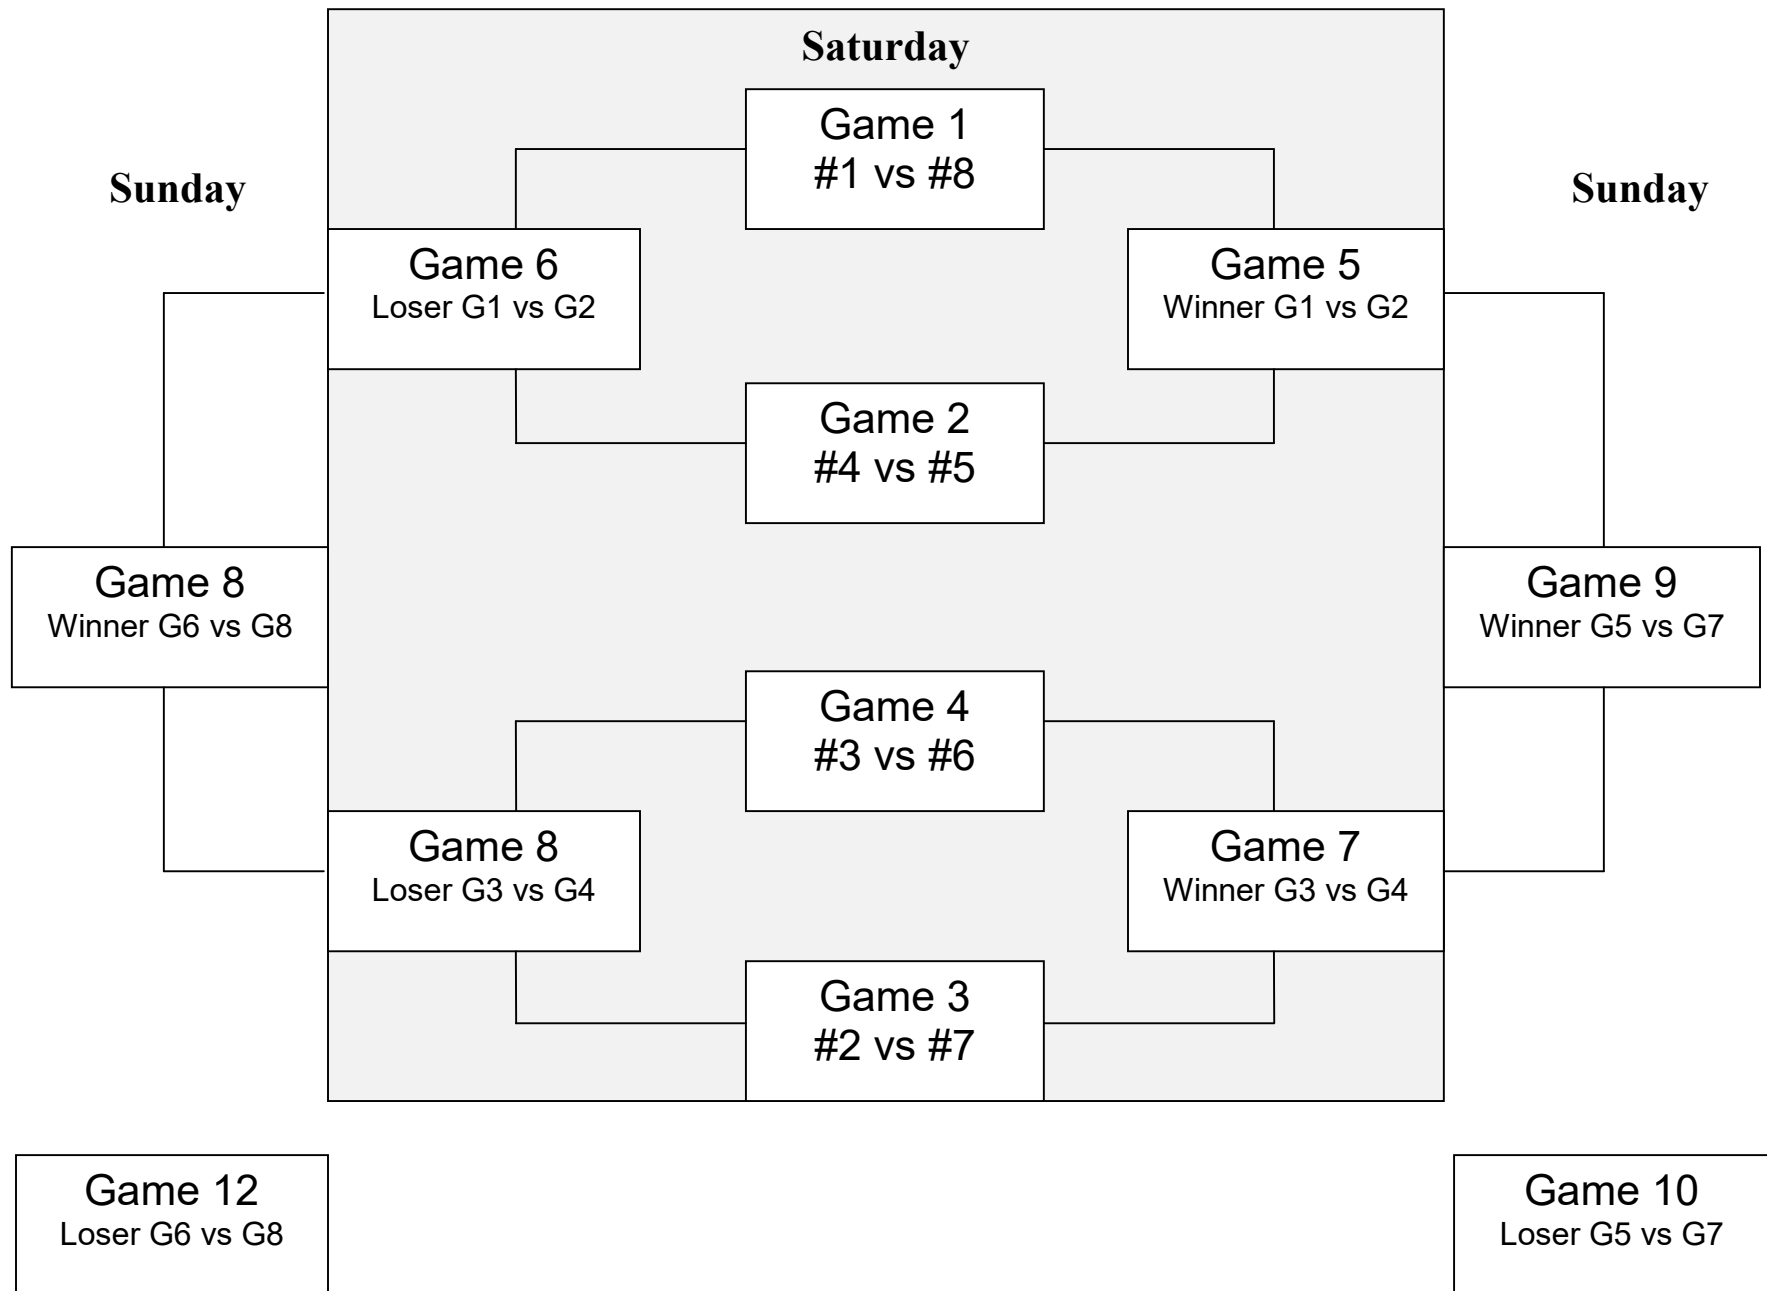 Saturday
Game 1
#1 vs #8
Sunday
Sunday
Game 6
Loser G1 vs G2
Game 5
Winner G1 vs G2
Game 2
#4 vs #5
Game 8
Winner G6 vs G8
Game 9
Winner G5 vs G7
Game 4
#3 vs #6
Game 8
Loser G3 vs G4
Game 7
Winner G3 vs G4
Game 3
#2 vs #7
Game 12
Loser G6 vs G8
Game 10
Loser G5 vs G7